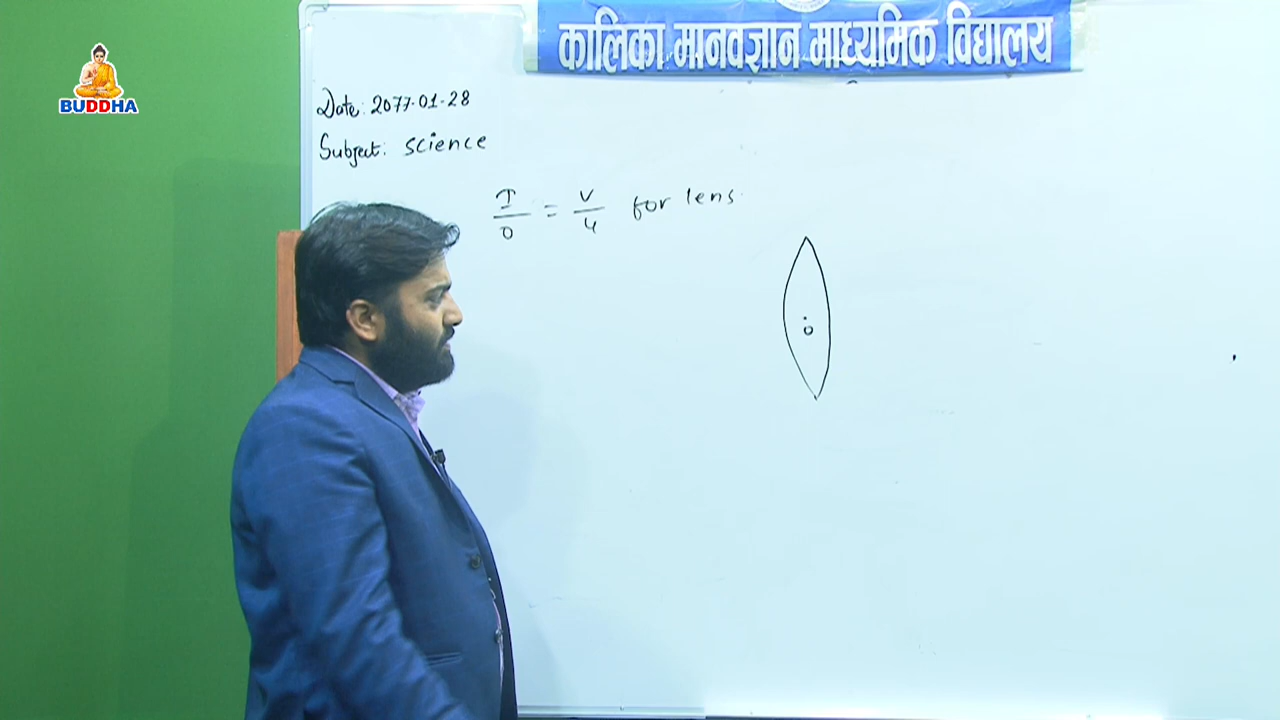 कालिका मानवज्ञान माध्यमिक विद्यालय
BUDDHA
Date: 2077-01-28
Subject: science
I/O = V/u for lens.
O